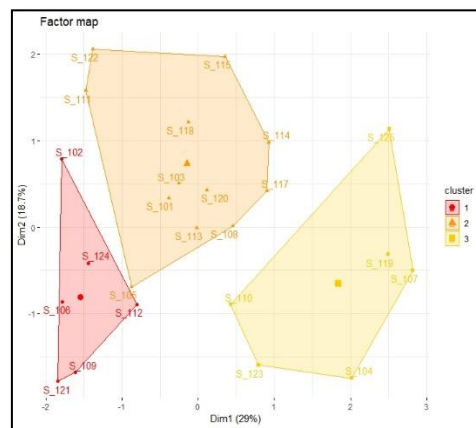 Factor map
2
1
0
-1
-2
-1
0
1
2
3
Dim2 (18.7%)
Dim1 (29%)
S_122
S_115
S_111
S_118
S_125
S_114
S_102
S_103
S_120
S_117
S_101
S_113
S_108
S_124
S_119
S_107
S_105
S_106
S_112
S_110
S_109
S_121
S_123
S_104
cluster
1
2
3